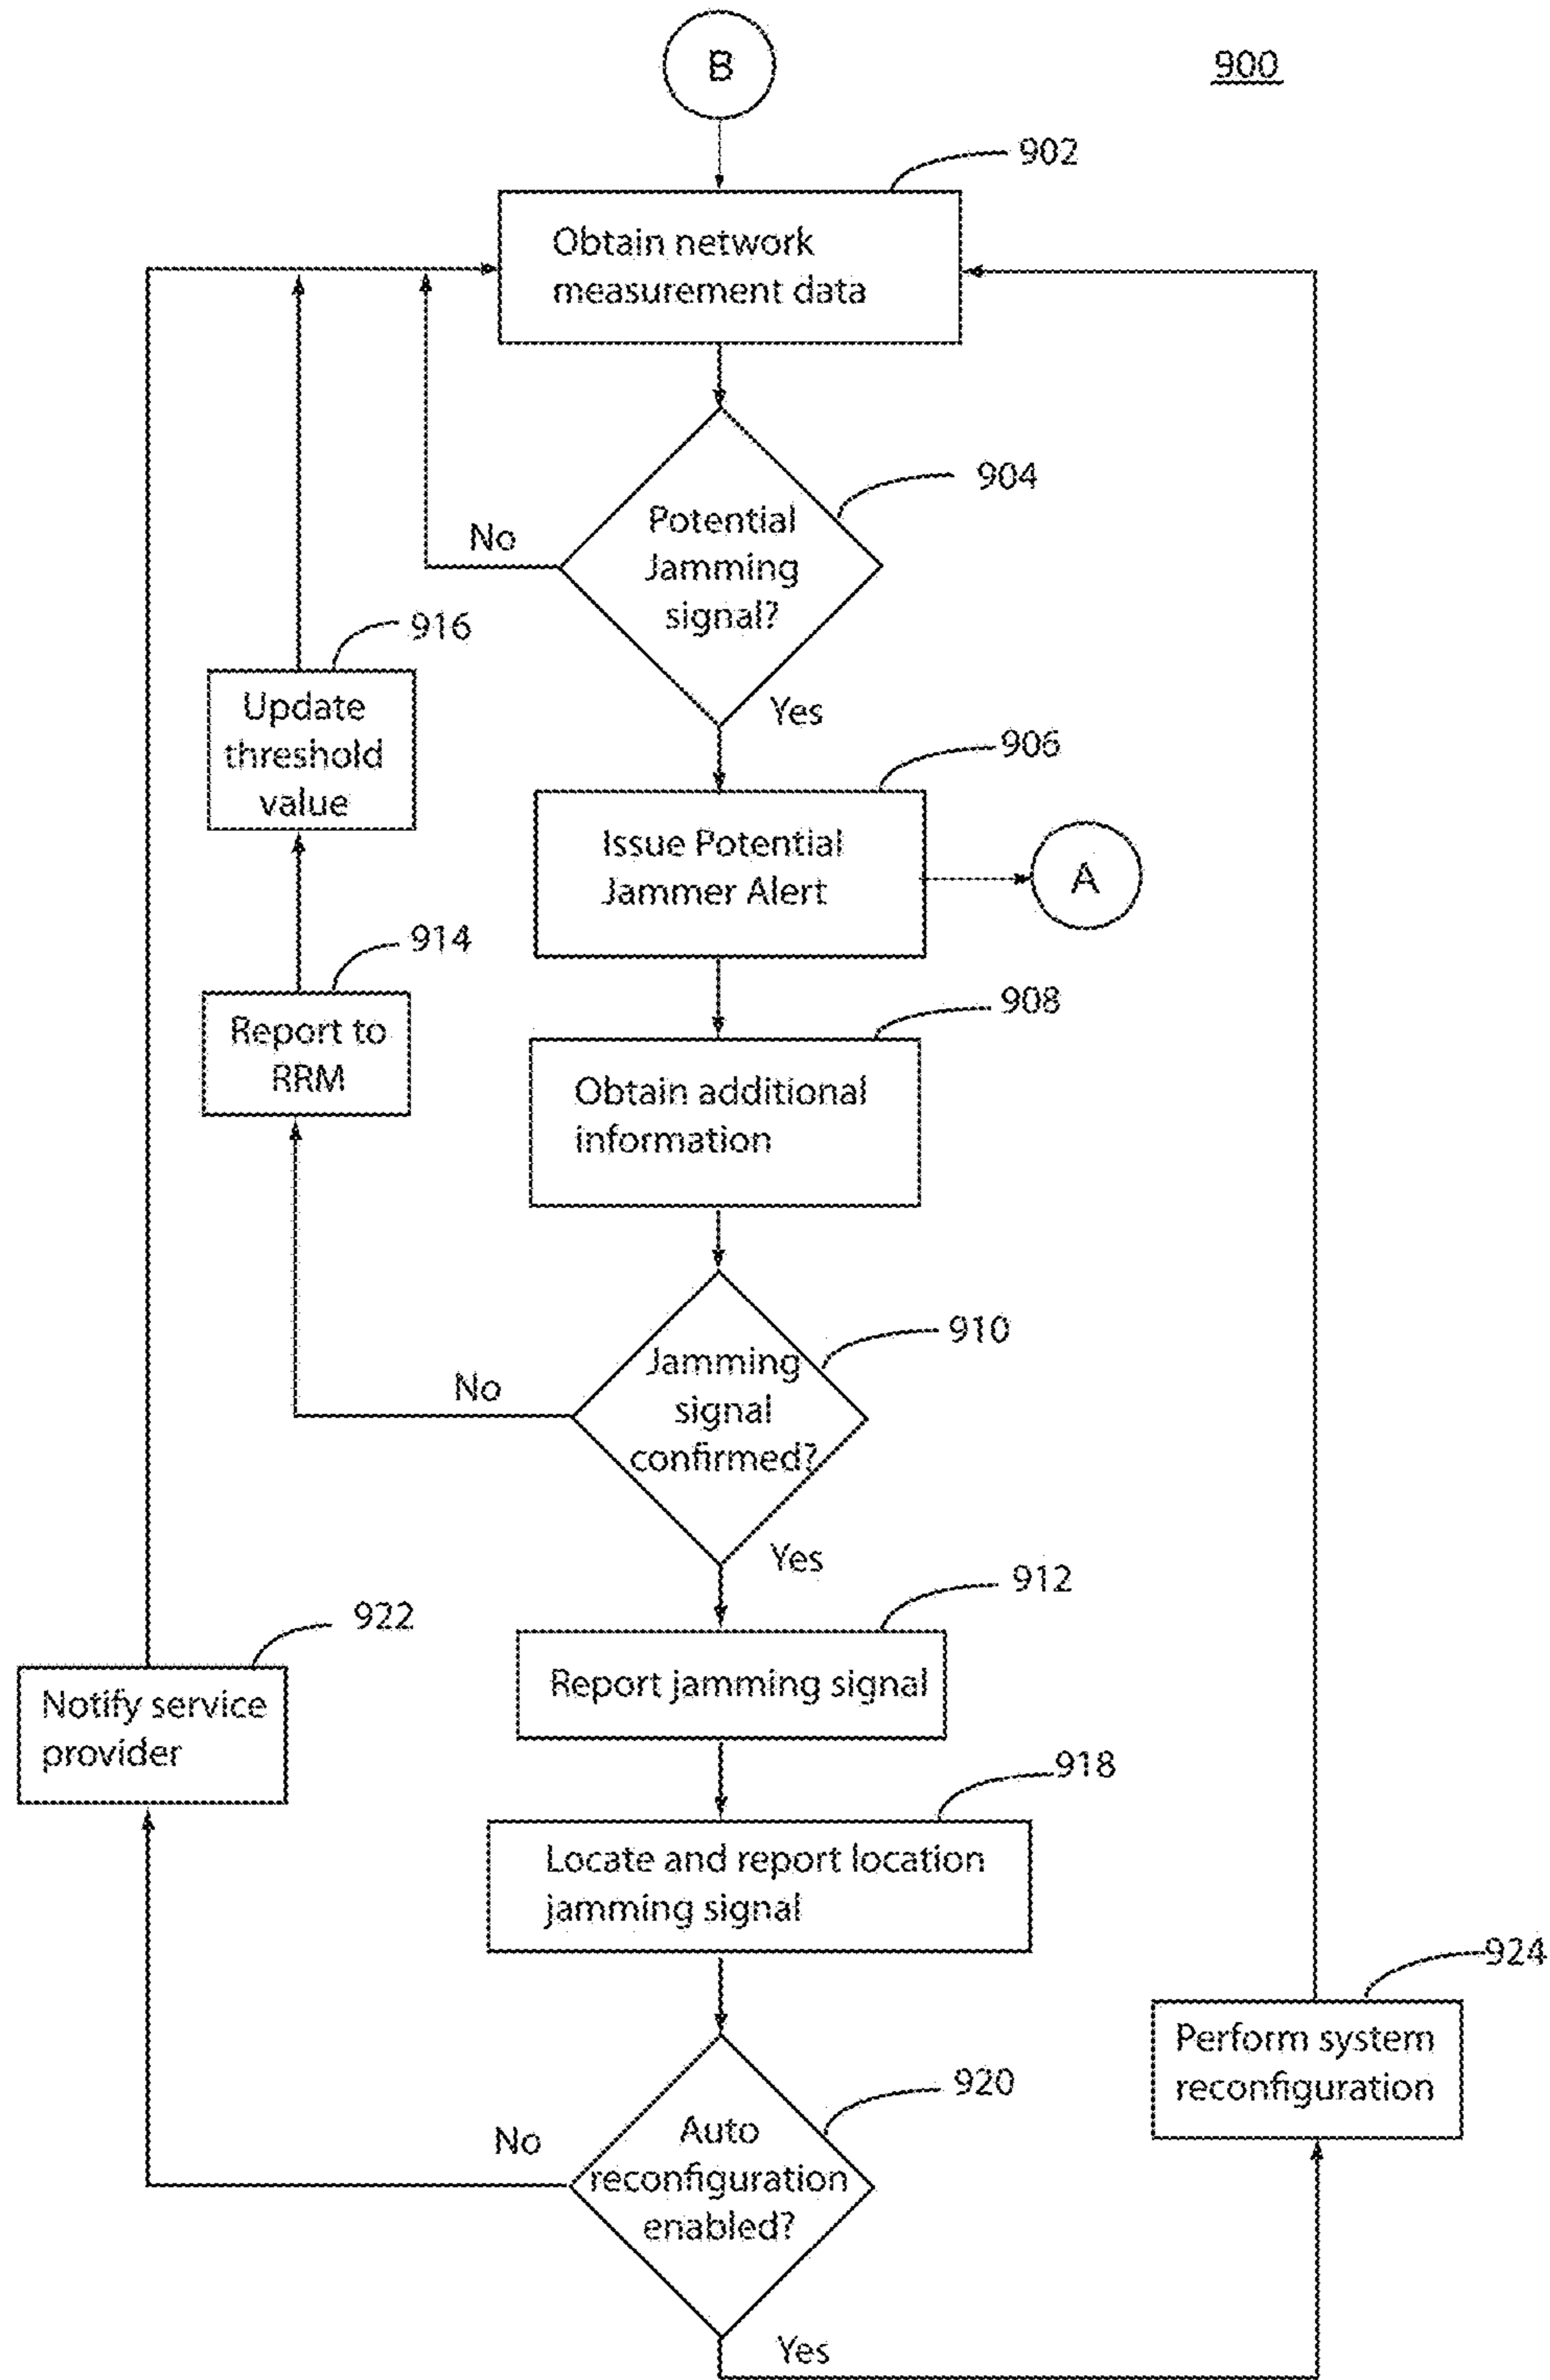 B
900
902
Obtain network
measurement data
904
Potential
Jamming
signal?
No
Yes
916
Update
threshold
value
906
Issue Potential
Jammer Alert
A
914
Report to
RRM
908
Obtain additional
information
910
Jamming
signal
confirmed?
No
Yes
912
Report jamming signal
922
Notify service
provider
918
Locate and report location
jamming signal
924
Perform system
reconfiguration
920
Auto
reconfiguration
enabled?
No
Yes